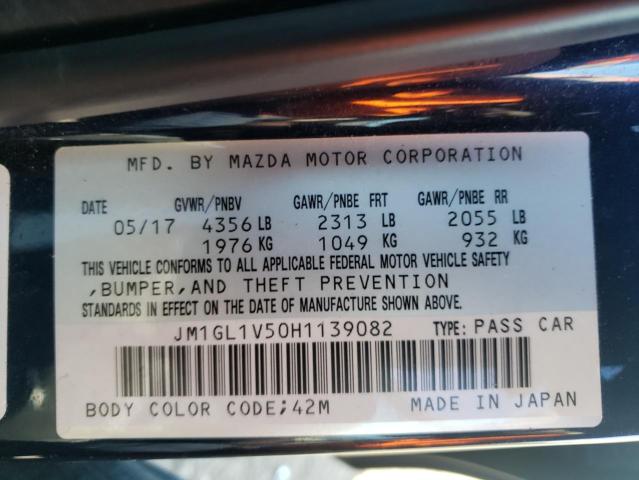 MFD. BY MAZDA MOTOR CORPORATION
DATE GVWR/PNBV GAWR/PNBE FRT GAWR/PNBE RR
05/17 4356 LB 2313 LB 2055 LB
1976 KG 1049 KG 932 KG
THIS VEHICLE CONFORMS TO ALL APPLICABLE FEDERAL MOTOR VEHICLE SAFETY
,BUMPER,AND THEFT PREVENTION
STANDARDS IN EFFECT ON THE DATE OF MANUFACTURE SHOWN ABOVE.
JM1GL1V50H1139082 TYPE: PASS CAR
BODY COLOR CODE;42M MADE IN JAPAN